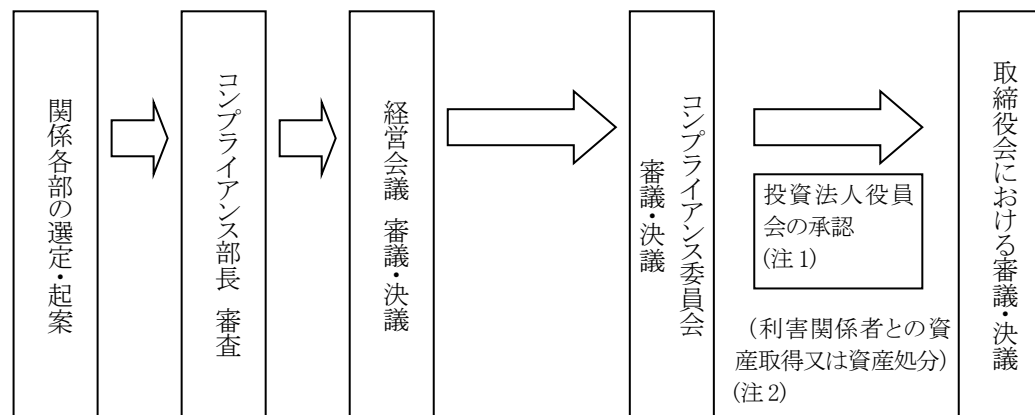 関係各部の選定・起案
コンプライアンス部長 審査
経営会議 審議・決議
コンプライアンス委員会
審議・決議
投資法人役員
会の承認
(注 1)
（利害関係者との資
産取得又は資産処分）
(注 2)
取締役会における審議・決議